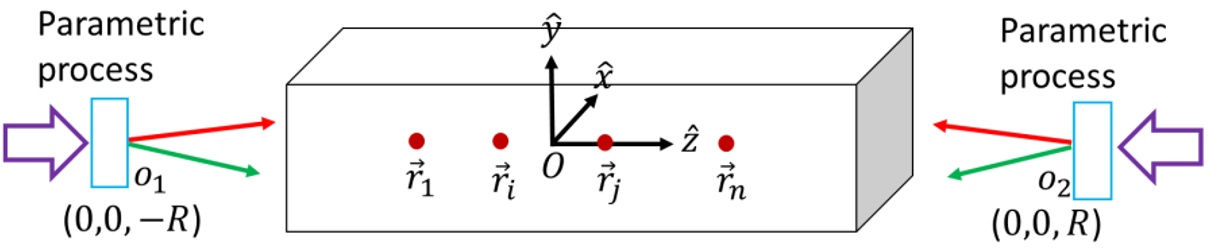 Parametric
process
o₁
(0,0, −R)
ŷ
x̂
ẑ
O
r⃗₁
r⃗ᵢ
r⃗ⱼ
r⃗ₙ
Parametric
process
o₂
(0,0, R)